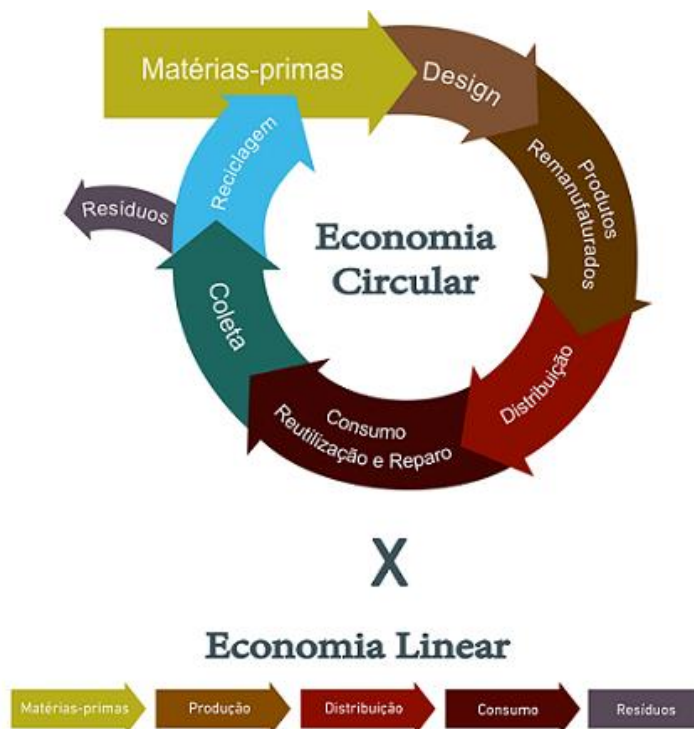 Matérias-primas
Design
Produtos
Remanufaturados
Distribuição
Consumo
Reutilização e Reparo
Coleta
Reciclagem
Resíduos
Economia
Circular
X
Economia Linear
Matérias-primas
Produção
Distribuição
Consumo
Resíduos